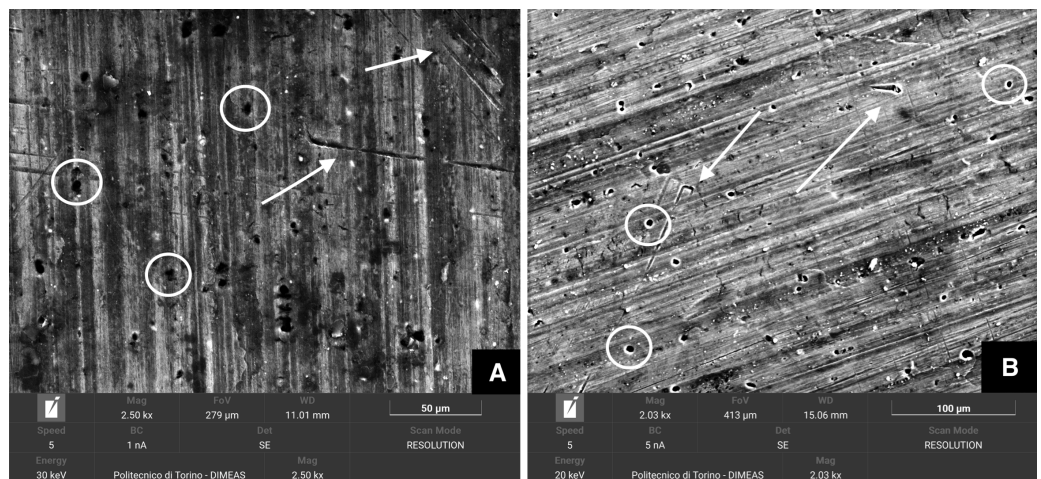 A
Mag FoV WD
2.50 kx 279 µm 11.01 mm 50 µm
Speed BC Det Scan Mode
5 1 nA SE RESOLUTION
Energy Mag
30 keV Politecnico di Torino - DIMEAS 2.50 kx
B
Mag FoV WD
2.03 kx 413 µm 15.06 mm 100 µm
Speed BC Det Scan Mode
5 5 nA SE RESOLUTION
Energy Mag
20 keV Politecnico di Torino - DIMEAS 2.03 kx